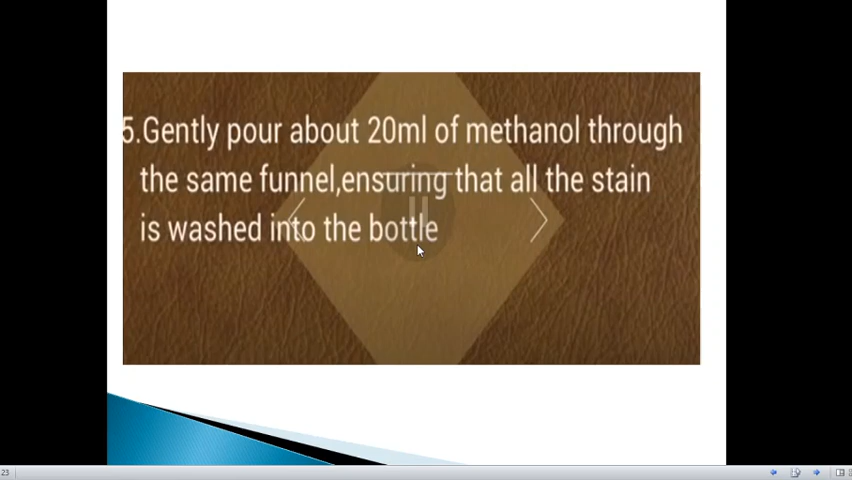 5.Gently pour about 20ml of methanol through
the same funnel,ensuring that all the stain
is washed into the bottle
23